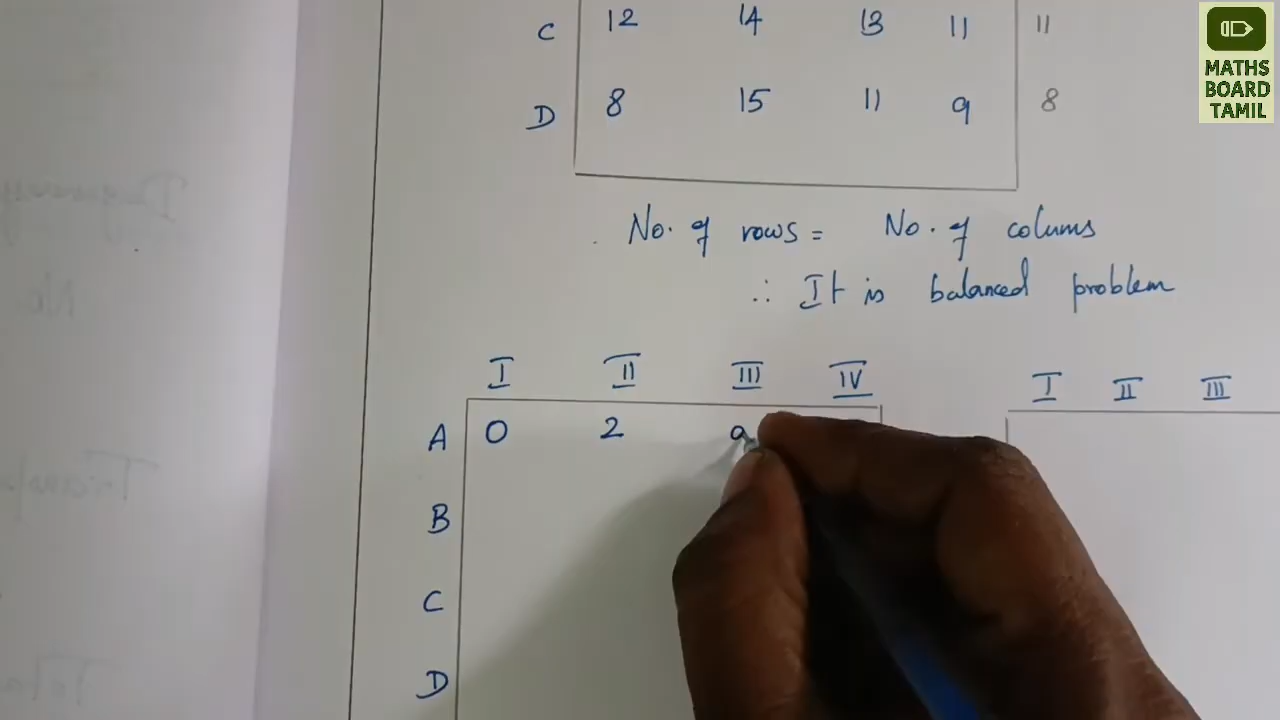 C 12 14 13 11 11
D 8 15 11 9 8
No. of rows = No. of colums
∴ It is balanced problem
I II III IV
A 0 2 9
B
C
D
I II III
MATHS
BOARD
TAMIL